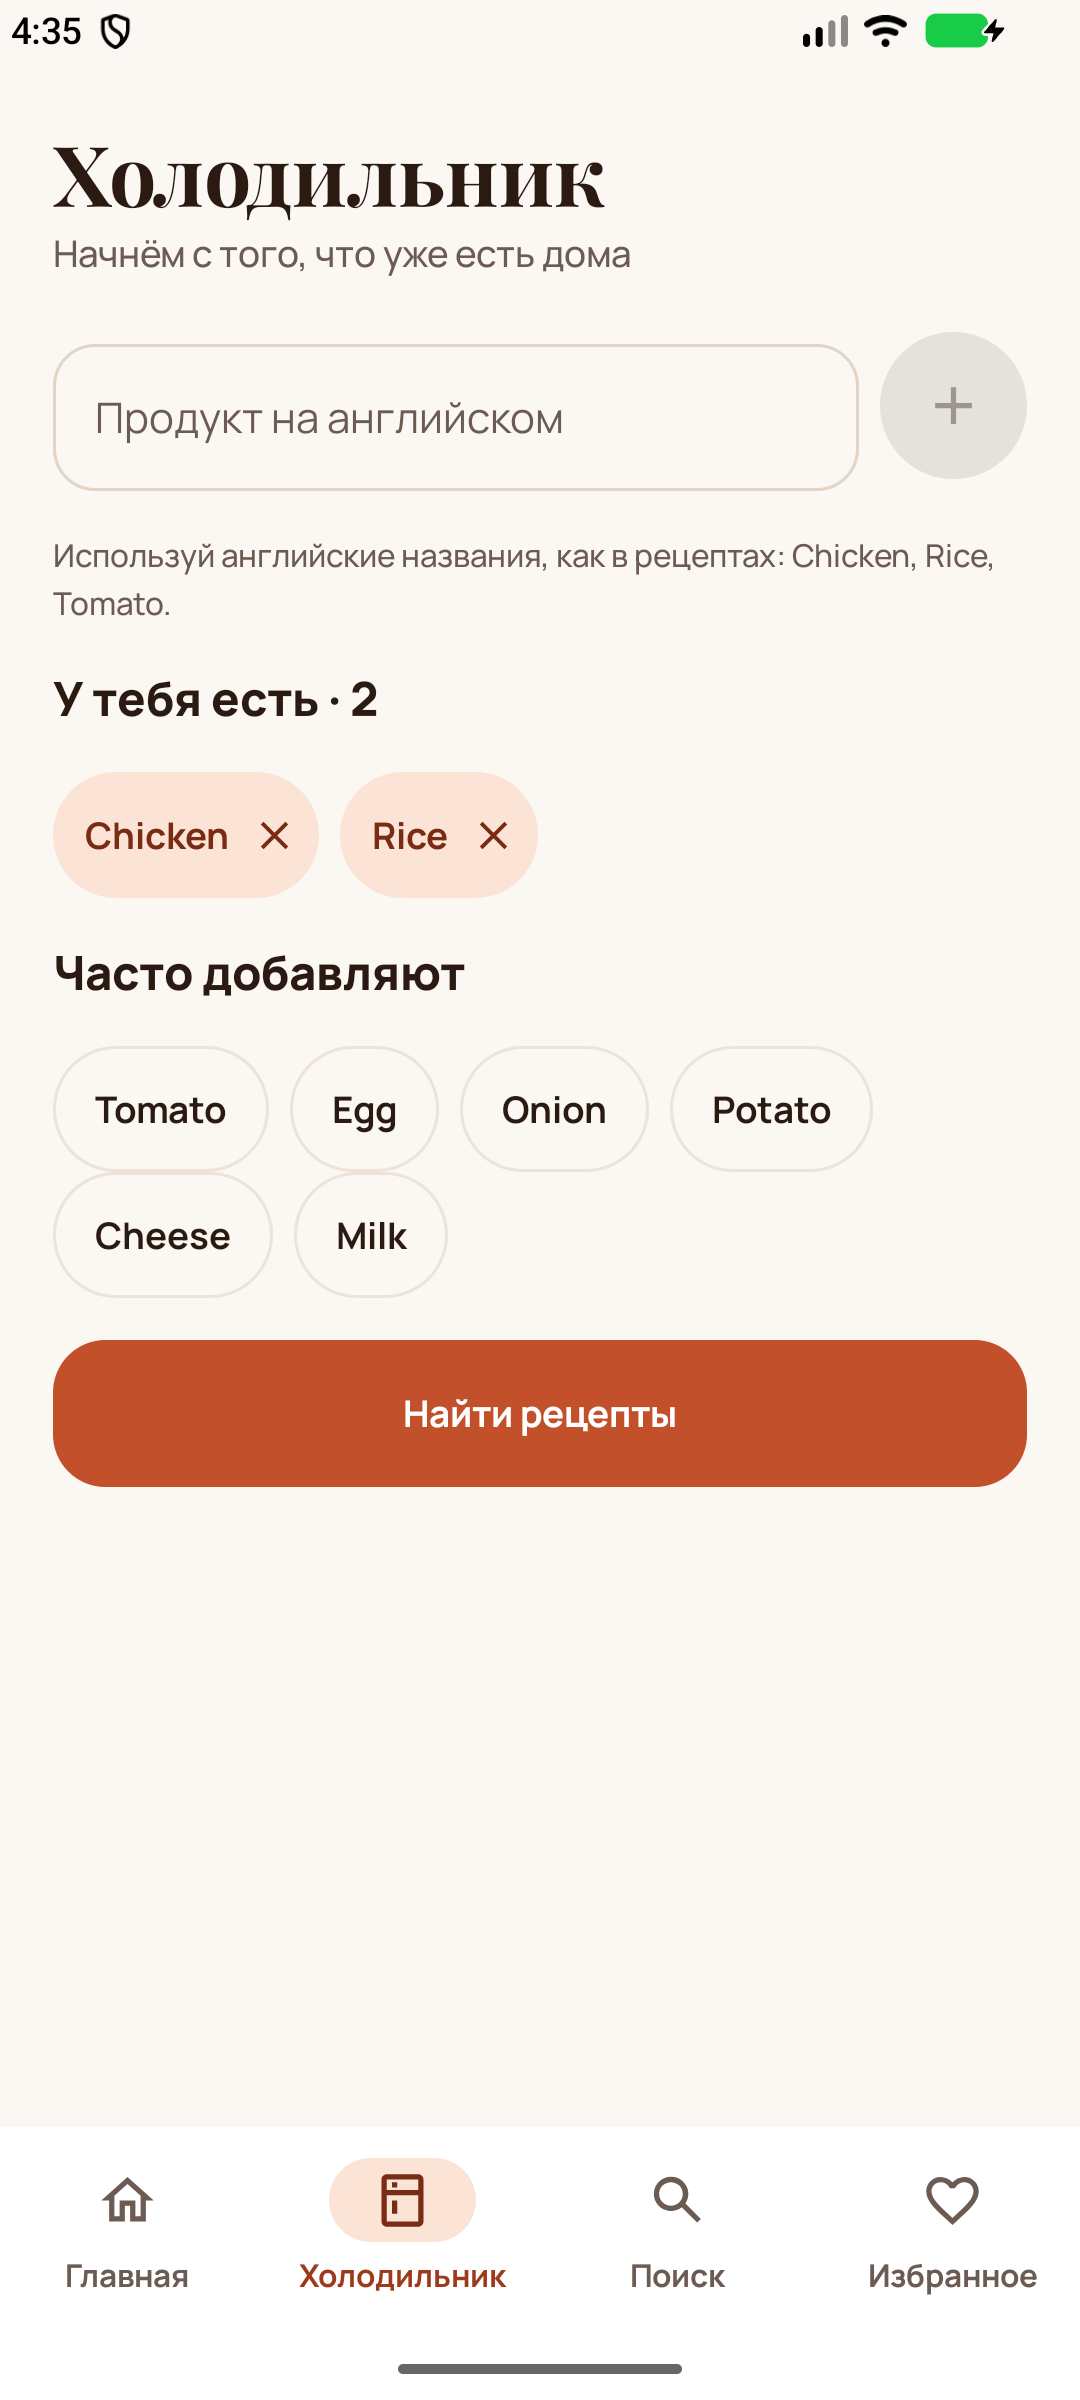 4:35
Холодильник
Начнём с того, что уже есть дома
Продукт на английском
Используй английские названия, как в рецептах: Chicken, Rice,
Tomato.
У тебя есть · 2
Chicken
Rice
Часто добавляют
Tomato
Egg
Onion
Potato
Cheese
Milk
Найти рецепты
Главная
Холодильник
Поиск
Избранное